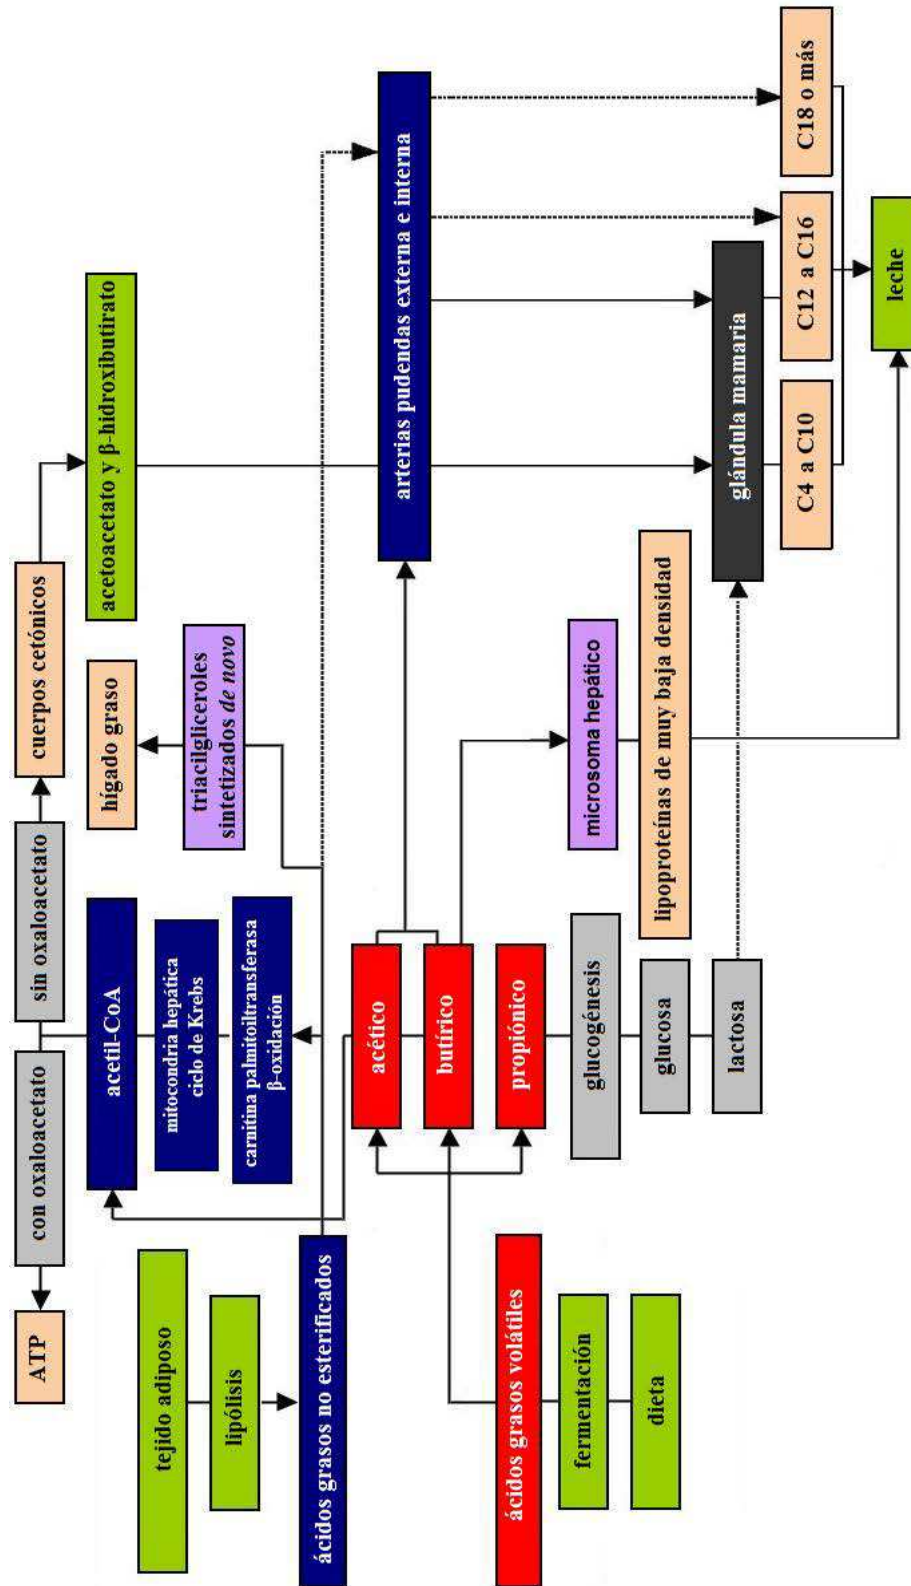 ATP
con oxaloacetato
sin oxaloacetato
cuerpos cetónicos
acetil-CoA
hígado graso
acetoacetato y β-hidroxibutirato
tejido adiposo
mitocondria hepática
ciclo de Krebs
triacilgliceroles
sintetizados de novo
lipólisis
carnitina palmitoiltransferasa
β-oxidación
ácidos grasos no esterificados
acético
arterias pudendas externa e interna
butírico
ácidos grasos volátiles
propiónico
fermentación
glucogénesis
microsoma hepático
dieta
glucosa
lipoproteínas de muy baja densidad
lactosa
glándula mamaria
C4 a C10
C12 a C16
C18 o más
leche